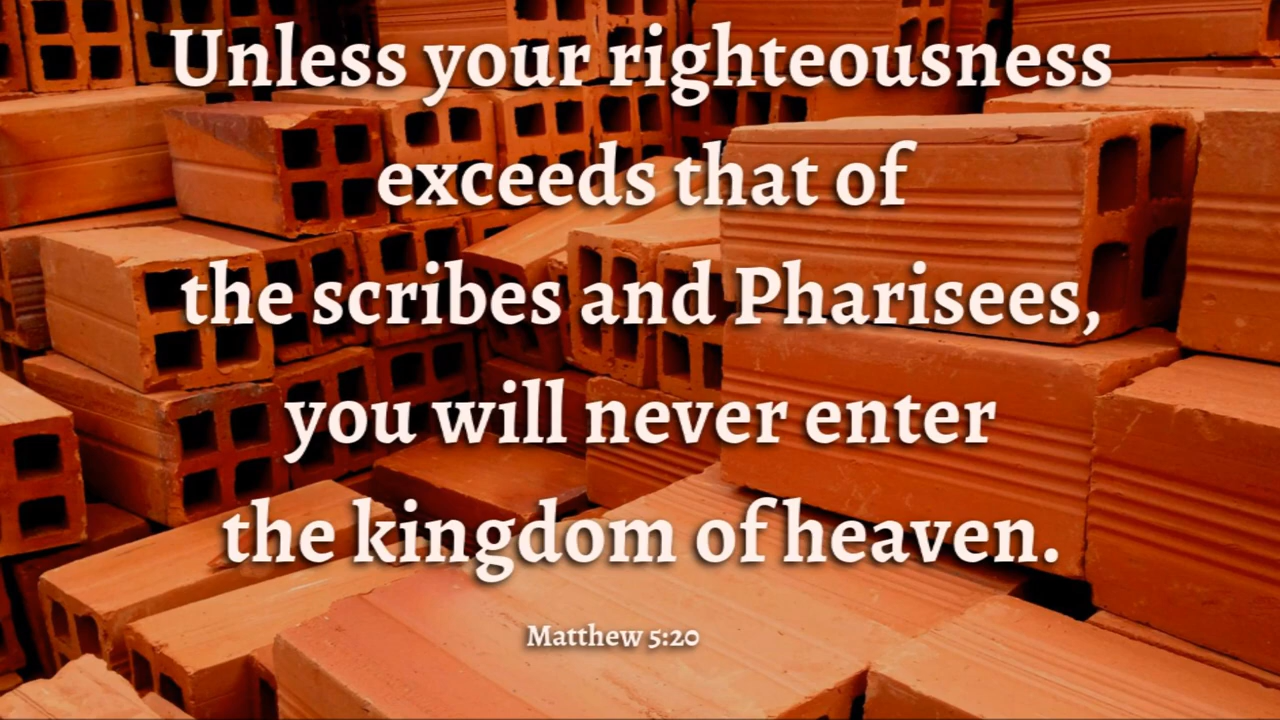 Unless your righteousness
exceeds that of
the scribes and Pharisees,
you will never enter
the kingdom of heaven.
Matthew 5:20